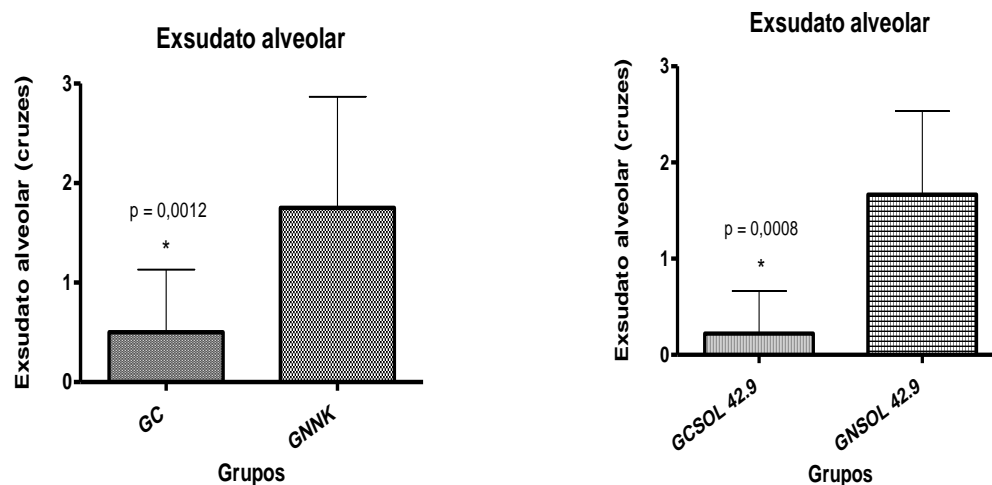 Exsudato alveolar
Exsudato alveolar (cruzes)
3
2
1
0
p = 0,0012
*
GC
GNNK
Grupos
Exsudato alveolar
Exsudato alveolar (cruzes)
3
2
1
0
p = 0,0008
*
GCSOL 42.9
GNSOL 42.9
Grupos